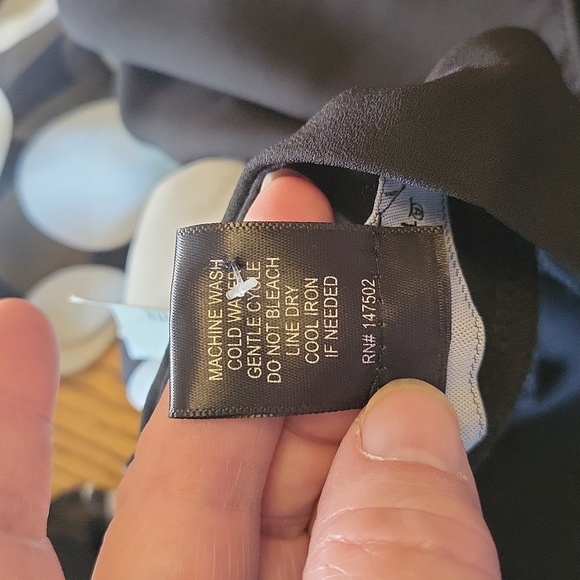 MACHINE WASH
COLD WATER
GENTLE CYCLE
DO NOT BLEACH
LINE DRY
COOL IRON
IF NEEDED
RN# 147502